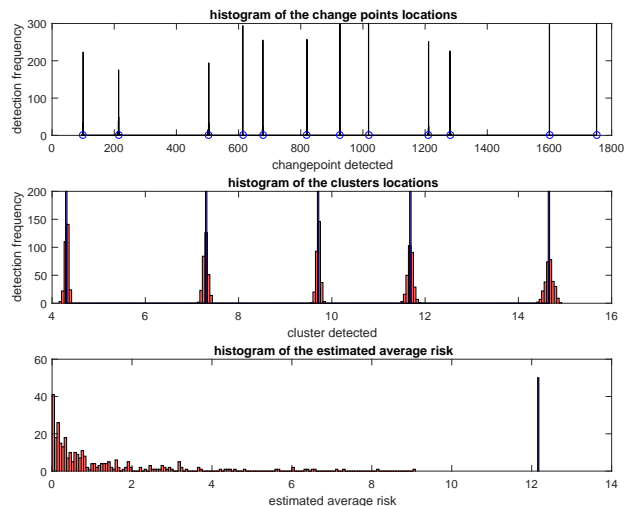 histogram of the change points locations
300
200
100
0
detection frequency
0 200 400 600 800 1000 1200 1400 1600 1800
changepoint detected
histogram of the clusters locations
200
150
100
50
0
detection frequency
4 6 8 10 12 14 16
cluster detected
histogram of the estimated average risk
60
40
20
0
0 2 4 6 8 10 12 14
estimated average risk